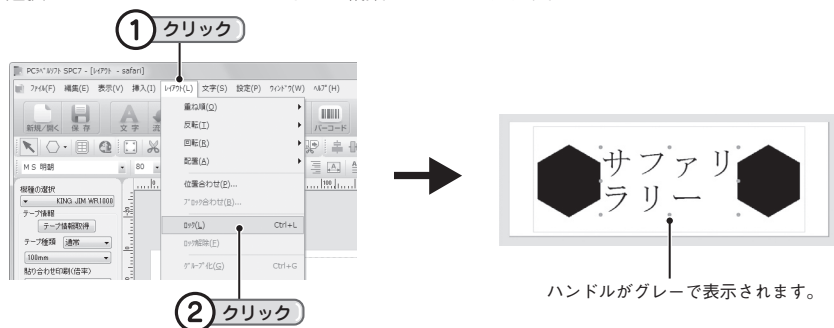 ① クリック
PCラベルソフト SPC7 - [レイアウト - safari]
ファイル(F) 編集(E) 表示(V) 挿入(I) レイアウト(L) 文字(S) 設定(P) ウィンドウ(W) ヘルプ(H)
新規/開く 保 存 文 字
バーコード
重ね順(O)
反転(T)
回転(R)
配置(A)
位置合わせ(P)...
ブロック合わせ(B)...
ロック(L) Ctrl+L
ロック解除(F)
グループ化(G) Ctrl+G
MS 明朝 80
100
機種の選択
KING JIM WR1000
テープ情報
テープ情報取得
テープ種類 通常
100mm
貼り合わせ印刷(倍率)
② クリック
サファリ
ラリー
ハンドルがグレーで表示されます。